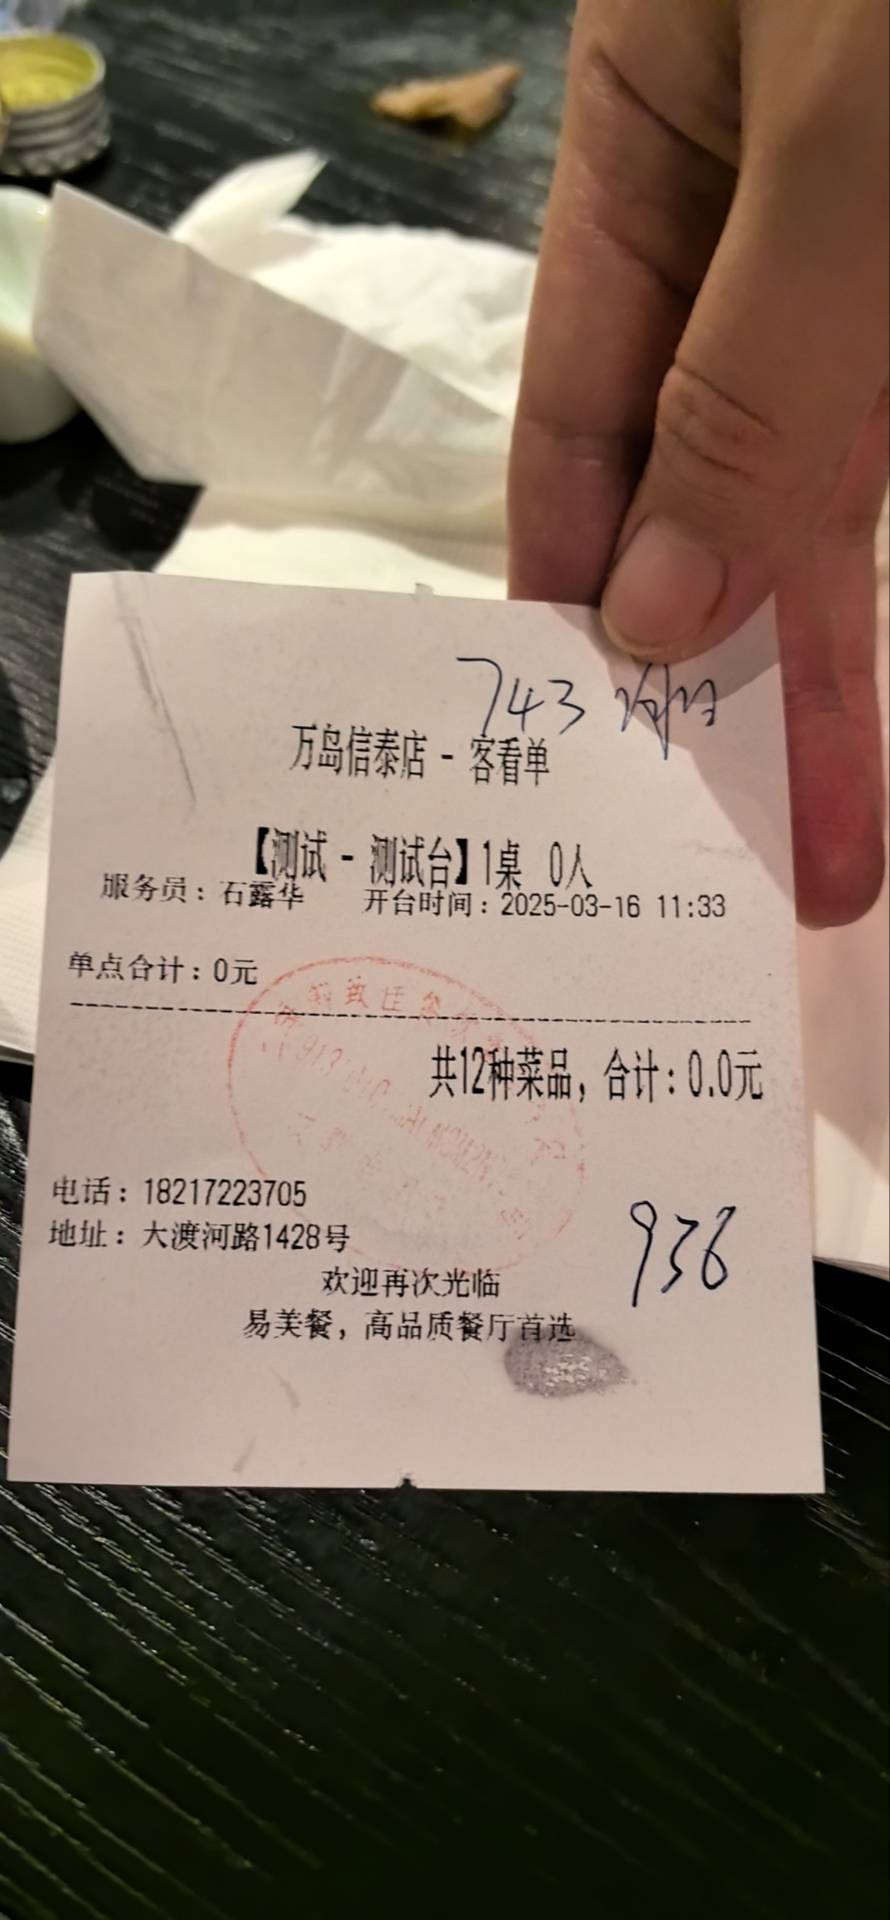 743
万岛信泰店 - 客看单
【测试 - 测试台】1桌 0人
服务员：石露华 开台时间：2025-03-16 11:33
单点合计：0元
共12种菜品，合计：0.0元
电话：18217223705
地址：大渡河路1428号
936
欢迎再次光临
易美餐，高品质餐厅首选